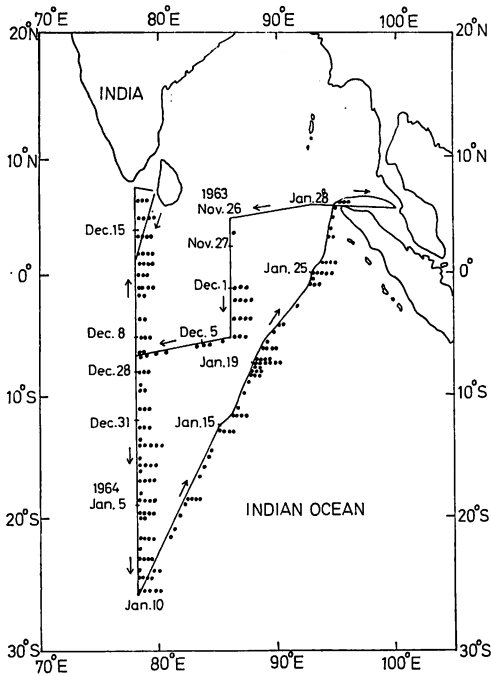 70°E 80°E 90°E 100°E
20°N 20°N
INDIA
10°N 10°N
1963
Nov. 26
Jan. 28
Dec. 15
Nov. 27
Jan. 25
0° 0°
Dec. 1
Dec. 8
Dec. 5
Dec. 28
Jan. 19
10°S 10°S
Dec. 31
Jan. 15
1964
Jan. 5
INDIAN OCEAN
20°S 20°S
Jan. 10
30°S 30°S
70°E 80°E 90°E 100°E